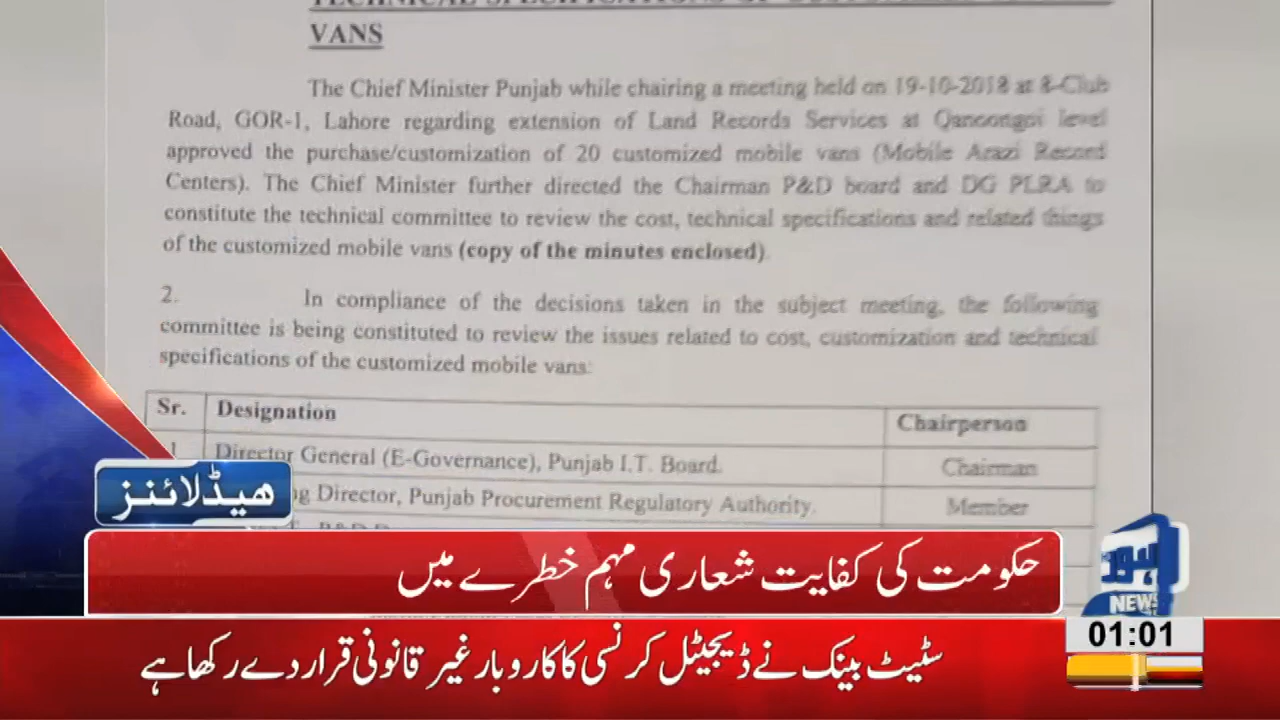 TECHNICAL SPECIFICATIONS OF
VANS
The Chief Minister Punjab while chairing a meeting held on 19-10-2018 at 8-Club
Road, GOR-1, Lahore regarding extension of Land Records Services at Qanoongoi level
approved the purchase/customization of 20 customized mobile vans (Mobile Arazi Record
Centers). The Chief Minister further directed the Chairman P&D board and DG PLRA to
constitute the technical committee to review the cost, technical specifications and related things
of the customized mobile vans (copy of the minutes enclosed).
2. In compliance of the decisions taken in the subject meeting, the following
committee is being constituted to review the issues related to cost, customization and technical
specifications of the customized mobile vans:
Sr. Designation Chairperson
1 Director General (E-Governance), Punjab I.T. Board. Chairman
Director, Punjab Procurement Regulatory Authority. Member
ھیڈلائنز
حکومت کی کفایت شعاری مہم خطرے میں
NEWS
01:01
سٹیٹ بینک نے ڈیجیٹل کرنسی کا کاروبار غیر قانونی قرار دے رکھا ہے